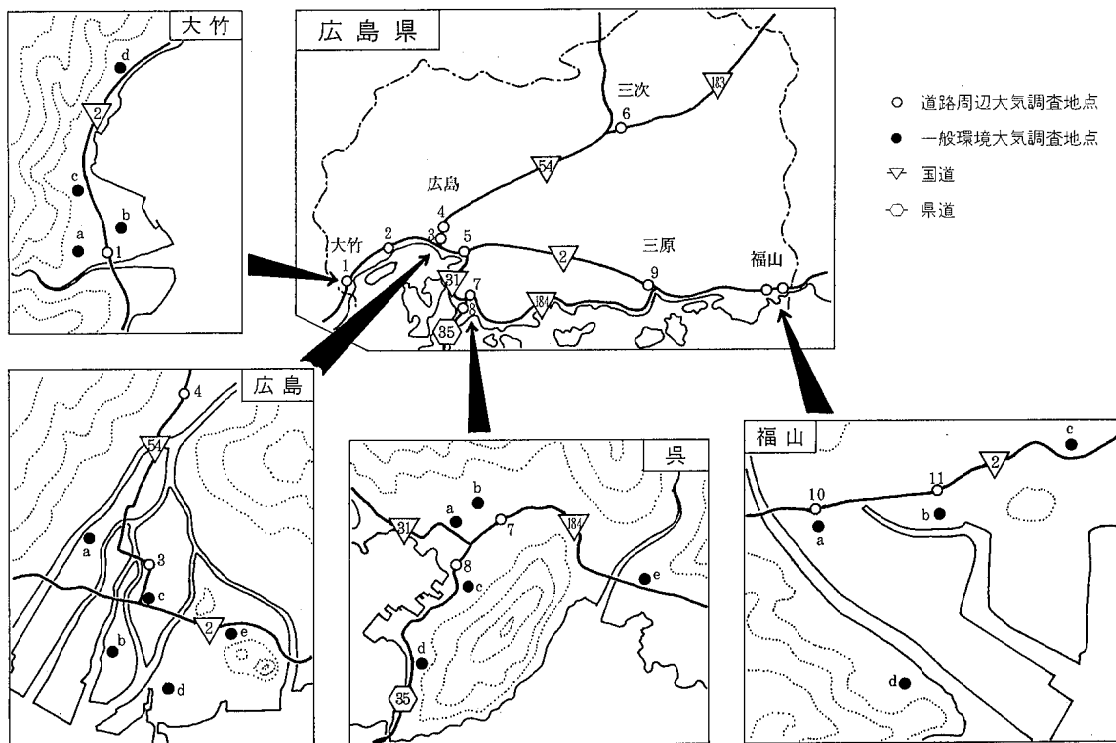 大竹
d
2
c
b
a
1
広島県
三次
183
6
54
広島
4
3
大竹
2
5
三原
福山
1
2
31
7
9
8
184
35
道路周辺大気調査地点
一般環境大気調査地点
国道
県道
広島
4
54
a
3
c
2
b
e
d
呉
b
a
7
31
184
8
c
e
d
35
福山
c
2
11
10
b
a
d